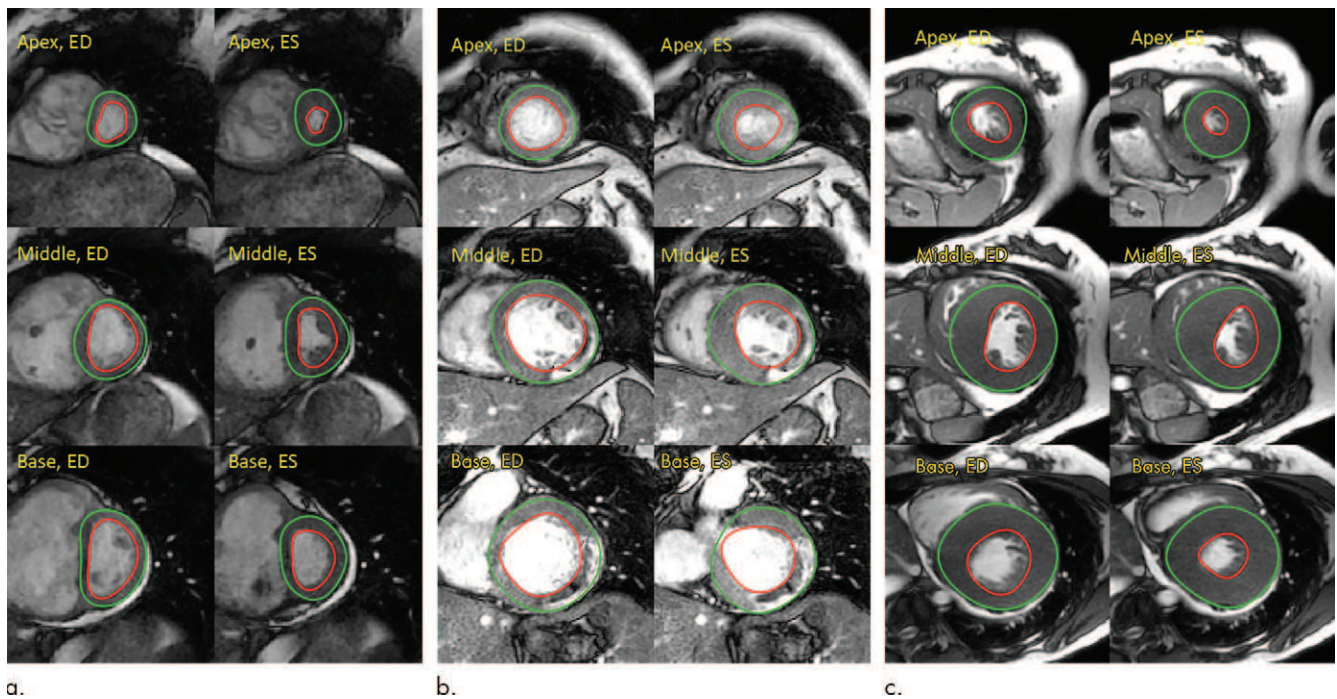 Apex, ED Apex, ES Apex, ED Apex, ES Apex, ED Apex, ES
Middle, ED Middle, ES Middle, ED Middle, ES Middle, ED Middle, ES
Base, ED Base, ES Base, ED Base, ES Base, ED Base, ES
a. b. c.